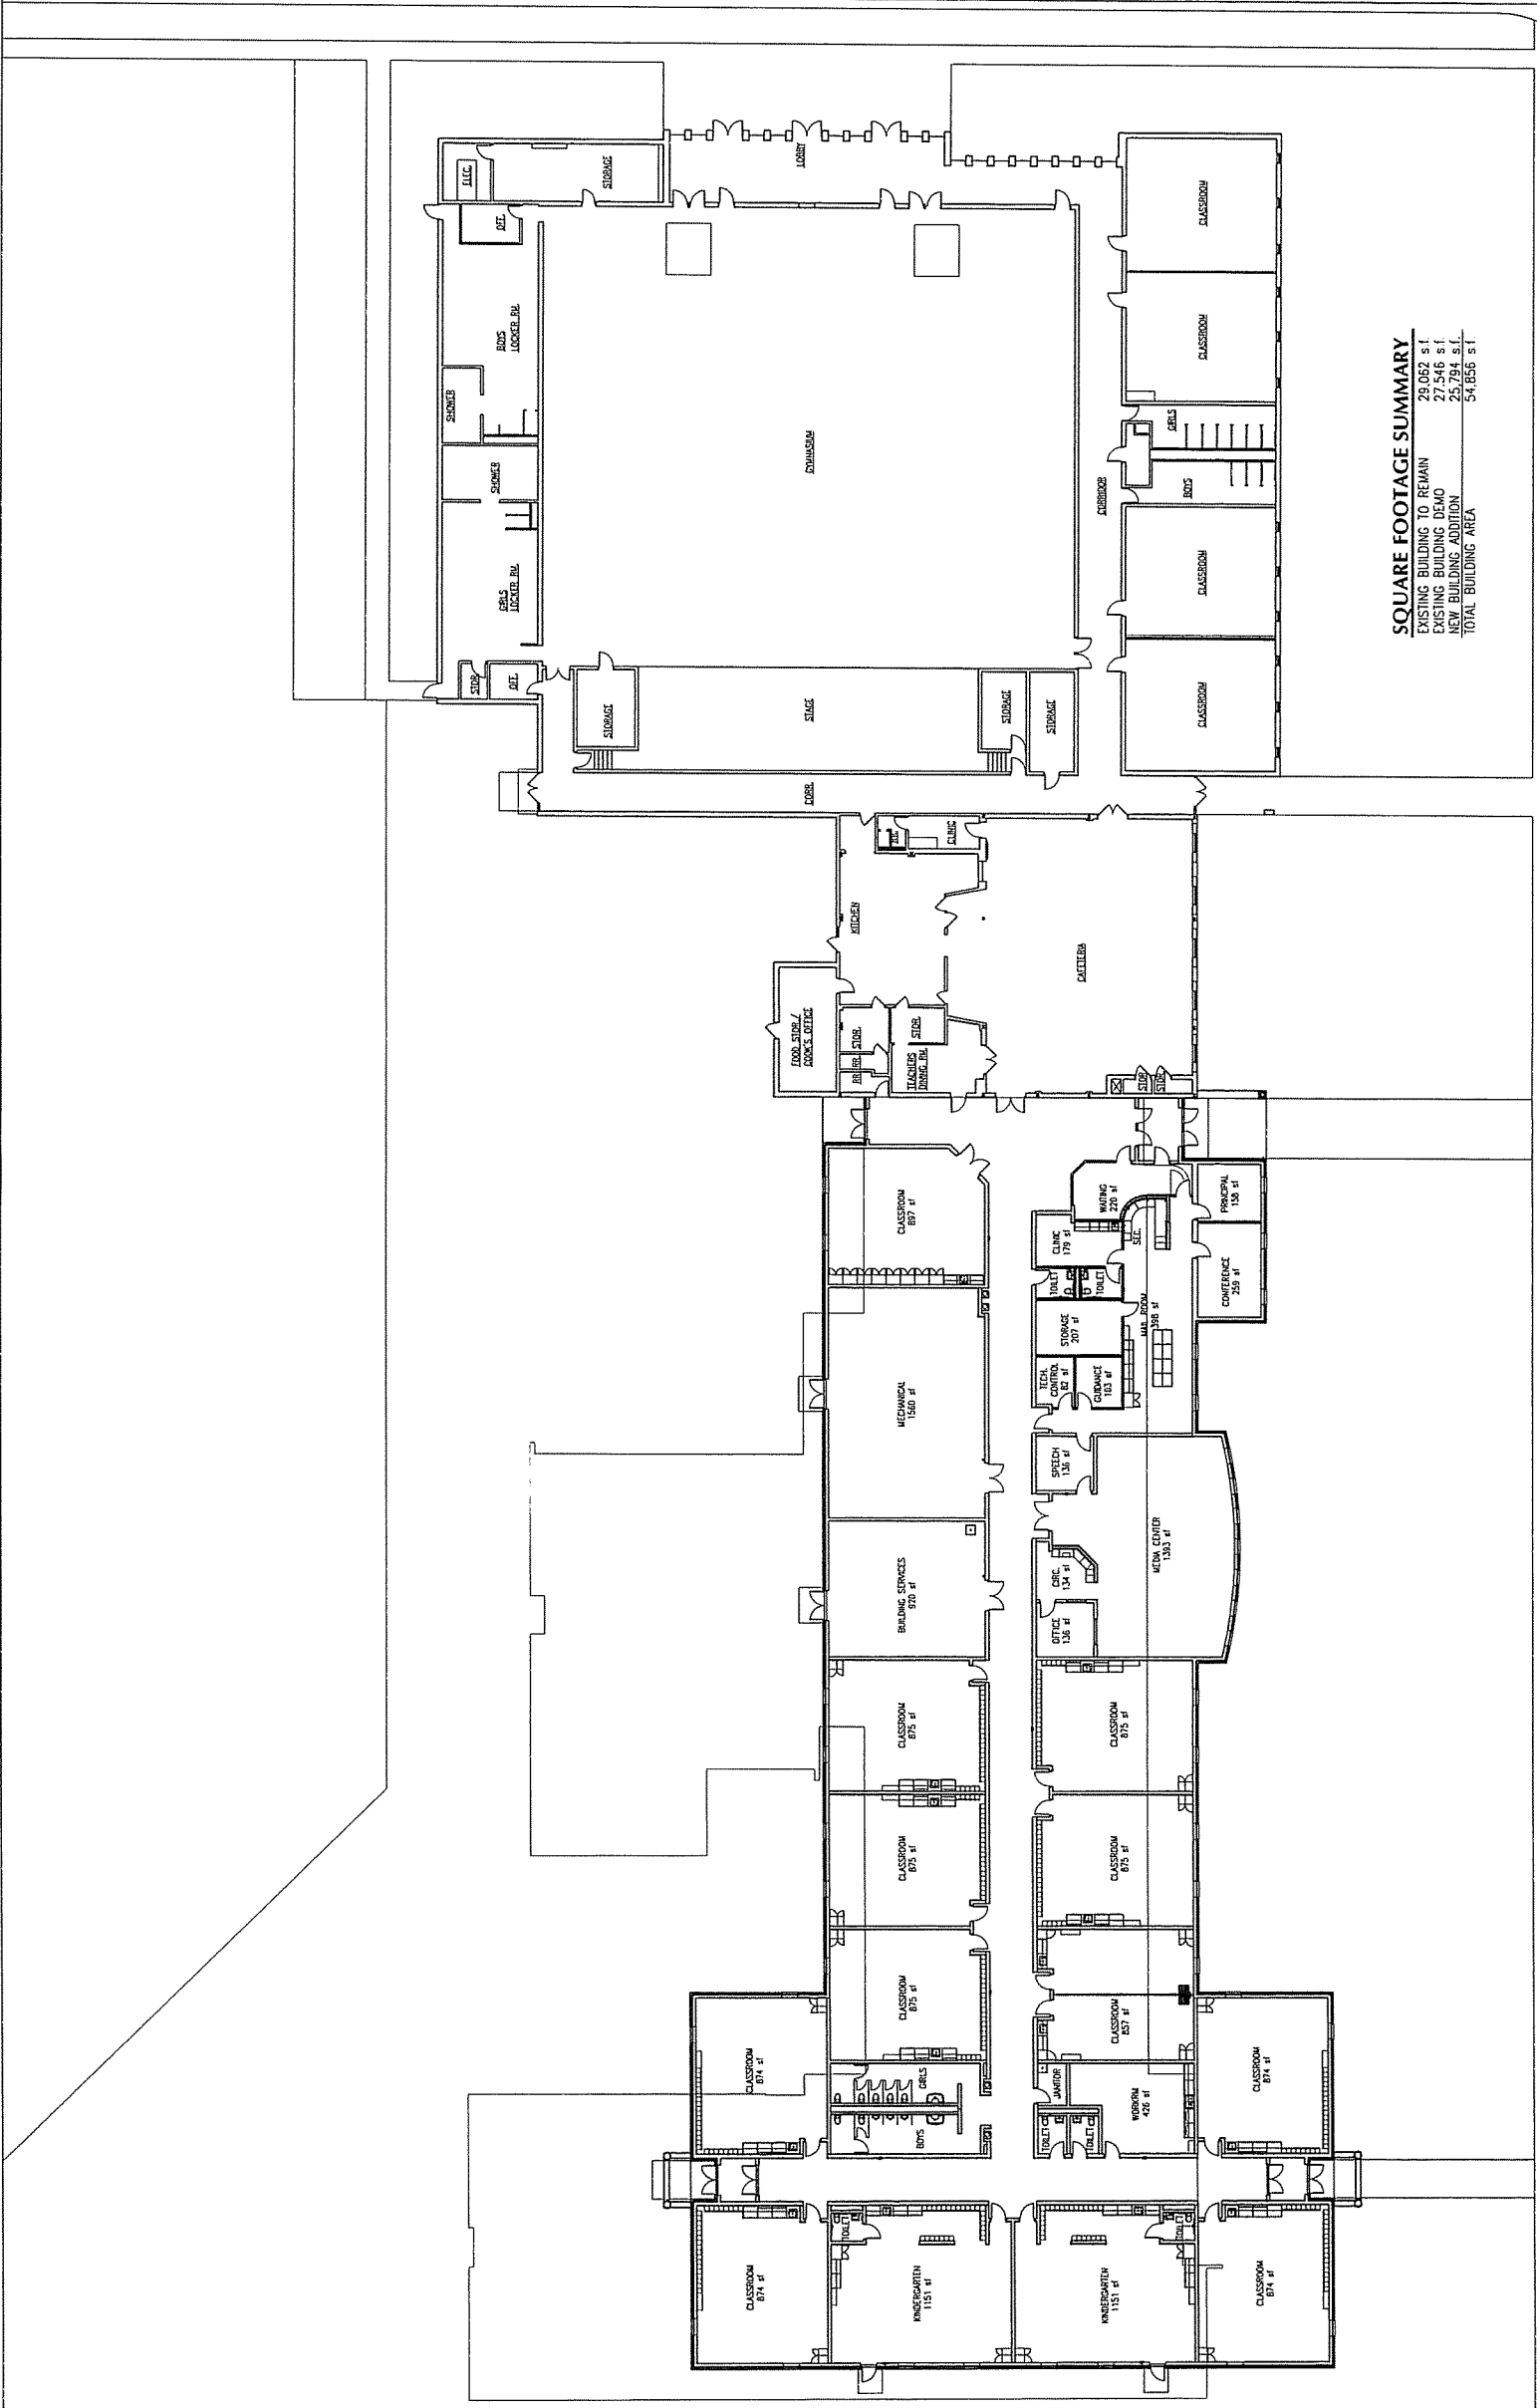 ELEC.
STORAGE
LOBBY
OFF.
BOYS
LOCKER RM.
SHOWER
SHOWER
GIRLS
LOCKER RM.
STOR.
OFF.
GYMNASIUM
CLASSROOM
CLASSROOM
GIRLS
BOYS
CORRIDOR
CLASSROOM
CLASSROOM
STORAGE
STAGE
STORAGE
STORAGE
CORR.
CLINIC
KITCHEN
CAFETERIA
FOOD STOR./
COOK'S OFFICE
STOR.
STOR.
RR
RR
TEACHERS
DINING RM.
STOR.
STOR.
SQUARE FOOTAGE SUMMARY
EXISTING BUILDING TO REMAIN 29,062 s.f.
EXISTING BUILDING DEMO 27,546 s.f.
NEW BUILDING ADDITION 25,794 s.f.
TOTAL BUILDING AREA 54,856 s.f.
CLASSROOM
897 sf
WAITING
220 sf
PRINCIPAL
158 sf
CLINIC
179 sf
SEC.
TOILET
TOILET
CONFERENCE
259 sf
STORAGE
207 sf
MAIL ROOM
398 sf
TECH.
CONTROL
82 sf
GUIDANCE
103 sf
MECHANICAL
1560 sf
SPEECH
136 sf
MEDIA CENTER
1393 sf
CIRC.
134 sf
OFFICE
136 sf
BUILDING SERVICES
920 sf
CLASSROOM
875 sf
CLASSROOM
875 sf
CLASSROOM
875 sf
CLASSROOM
875 sf
CLASSROOM
875 sf
CLASSROOM
857 sf
CLASSROOM
874 sf
GIRLS
BOYS
JANITOR
WORKRM
426 sf
TOILET
TOILET
CLASSROOM
874 sf
CLASSROOM
874 sf
TOILET
KINDERGARTEN
1151 sf
KINDERGARTEN
1151 sf
TOILET
CLASSROOM
874 sf